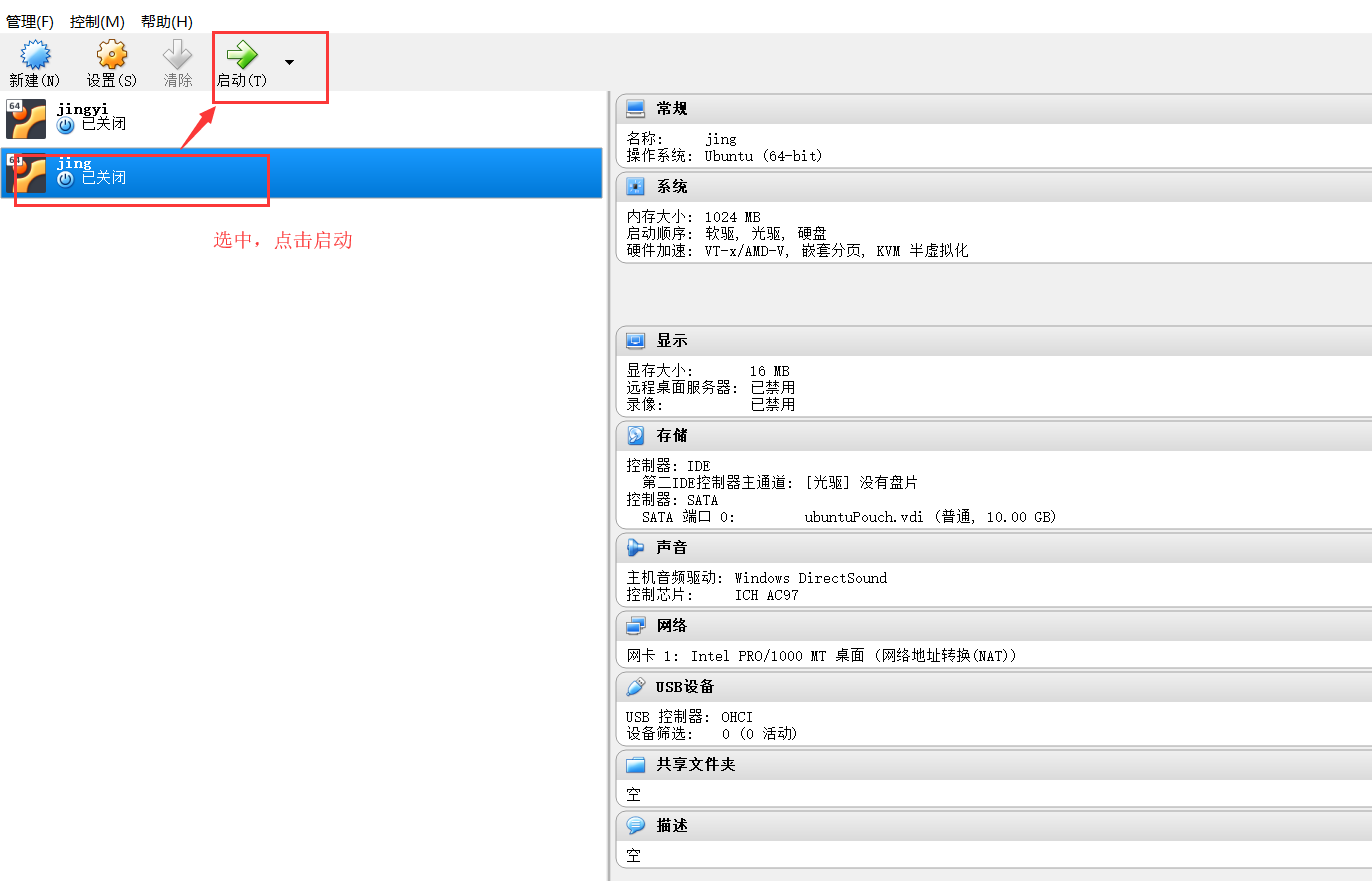 管理(F) 控制(M) 帮助(H)
新建(N) 设置(S) 清除 启动(T)
64 jingyi
已关闭
64 jing
已关闭
选中，点击启动
常规
名称: jing
操作系统: Ubuntu (64-bit)
系统
内存大小: 1024 MB
启动顺序: 软驱, 光驱, 硬盘
硬件加速: VT-x/AMD-V, 嵌套分页, KVM 半虚拟化
显示
显存大小: 16 MB
远程桌面服务器: 已禁用
录像: 已禁用
存储
控制器: IDE
第二IDE控制器主通道: [光驱] 没有盘片
控制器: SATA
SATA 端口 0: ubuntuPouch.vdi (普通, 10.00 GB)
声音
主机音频驱动: Windows DirectSound
控制芯片: ICH AC97
网络
网卡 1: Intel PRO/1000 MT 桌面 (网络地址转换(NAT))
USB设备
USB 控制器: OHCI
设备筛选: 0 (0 活动)
共享文件夹
空
描述
空